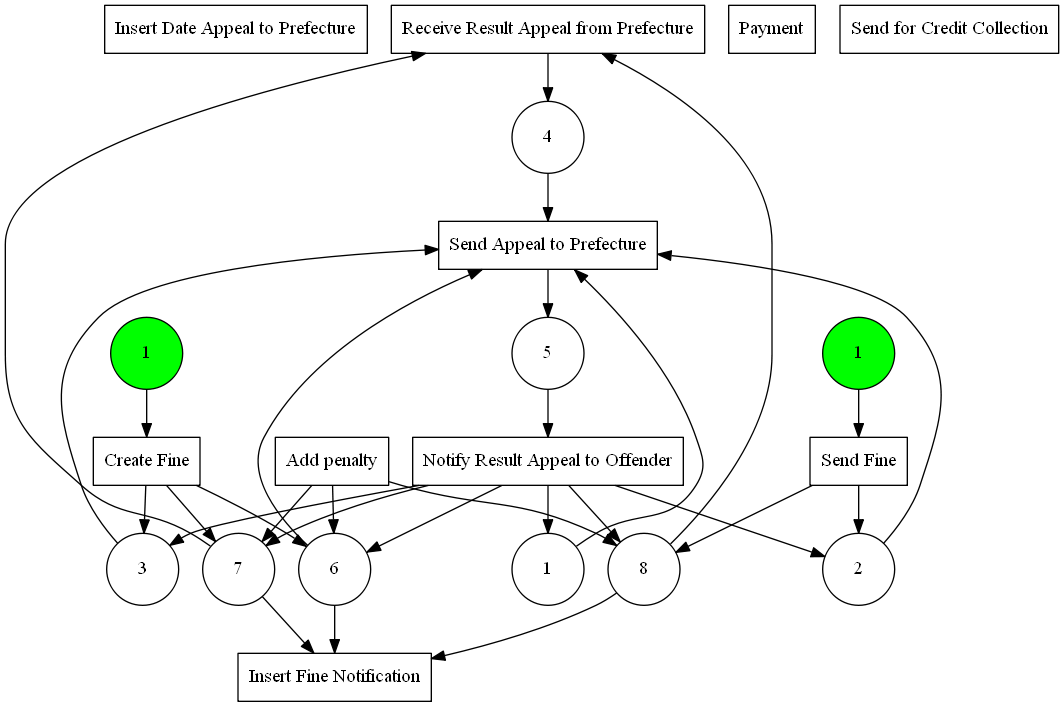 Insert Date Appeal to Prefecture
Receive Result Appeal from Prefecture
Payment
Send for Credit Collection
4
Send Appeal to Prefecture
1
5
1
Create Fine
Add penalty
Notify Result Appeal to Offender
Send Fine
3
7
6
1
8
2
Insert Fine Notification